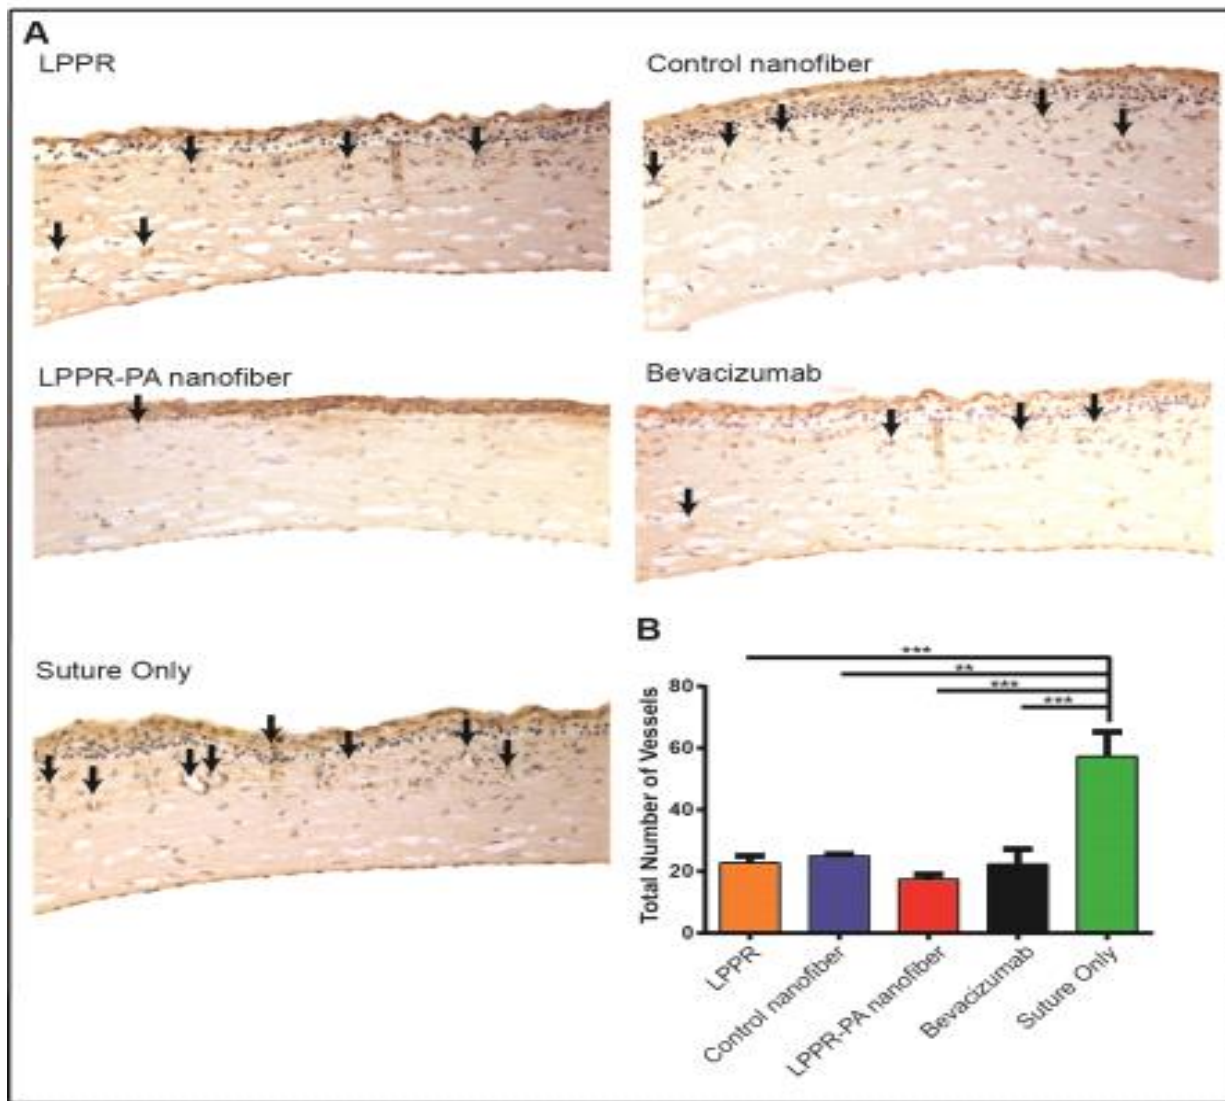 A
LPPR
Control nanofiber
LPPR-PA nanofiber
Bevacizumab
Suture Only
B
***
**
***
***
Total Number of Vessels
80
60
40
20
0
LPPR
Control nanofiber
LPPR-PA nanofiber
Bevacizumab
Suture Only